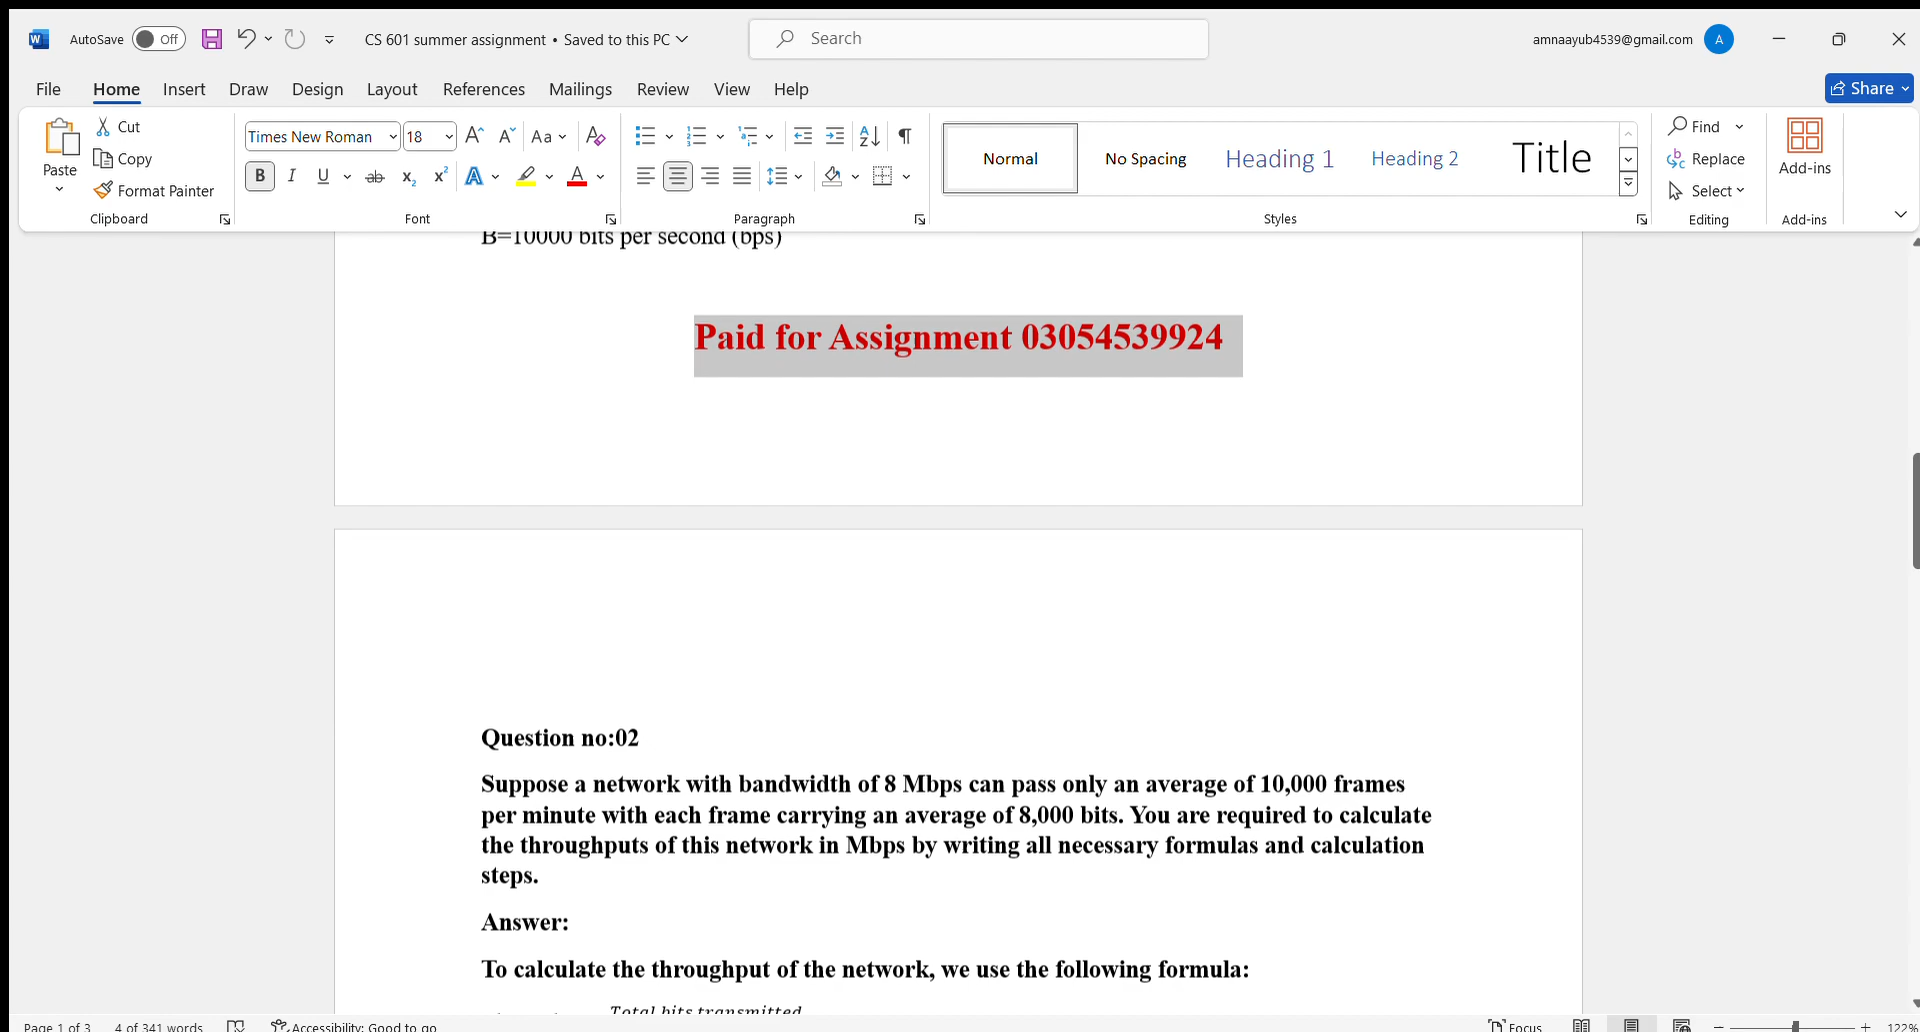 AutoSave Off CS 601 summer assignment • Saved to this PC Search amnaayub4539@gmail.com A
File Home Insert Draw Design Layout References Mailings Review View Help Share
Paste
Cut
Copy
Format Painter
Clipboard
Times New Roman 18
Font
Paragraph
Normal No Spacing Heading 1 Heading 2 Title
Styles
Find
Replace
Select
Editing
Add-ins
Add-ins
B=10000 bits per second (bps)
Paid for Assignment 03054539924
Question no:02
Suppose a network with bandwidth of 8 Mbps can pass only an average of 10,000 frames
per minute with each frame carrying an average of 8,000 bits. You are required to calculate
the throughputs of this network in Mbps by writing all necessary formulas and calculation
steps.
Answer:
To calculate the throughput of the network, we use the following formula:
Total bits transmitted
Page 1 of 3 4 of 341 words Accessibility: Good to go Focus 122%